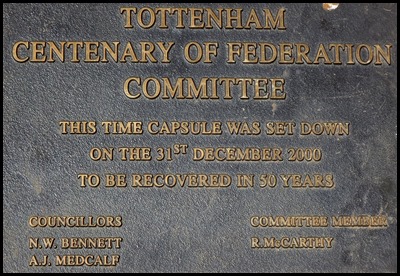 TOTTENHAM
CENTENARY OF FEDERATION
COMMITTEE
THIS TIME CAPSULE WAS SET DOWN
ON THE 31ST DECEMBER 2000
TO BE RECOVERED IN 50 YEARS
COUNCILLORS COMMITTEE MEMBER
N.W. BENNETT R.McCARTHY
A.J. MEDCALF